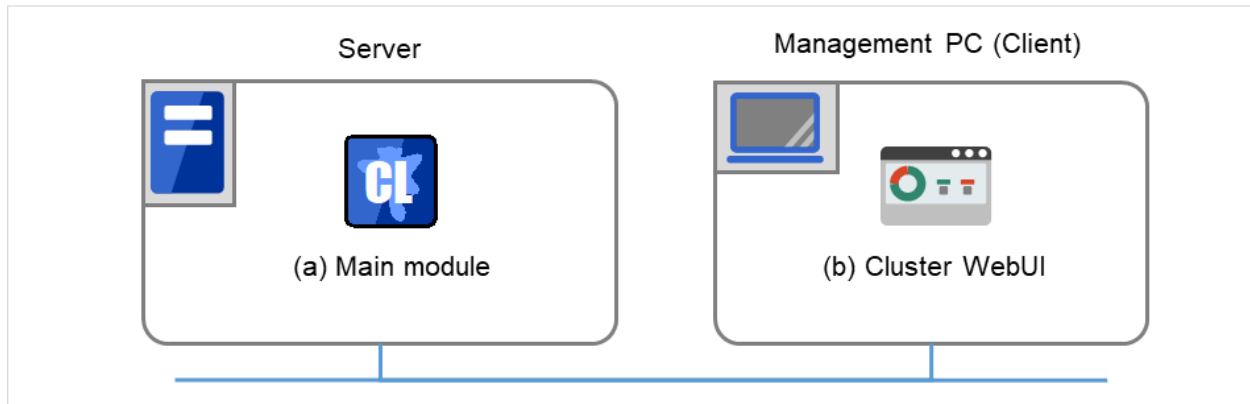 Server
Management PC (Client)
CL
(a) Main module
(b) Cluster WebUI